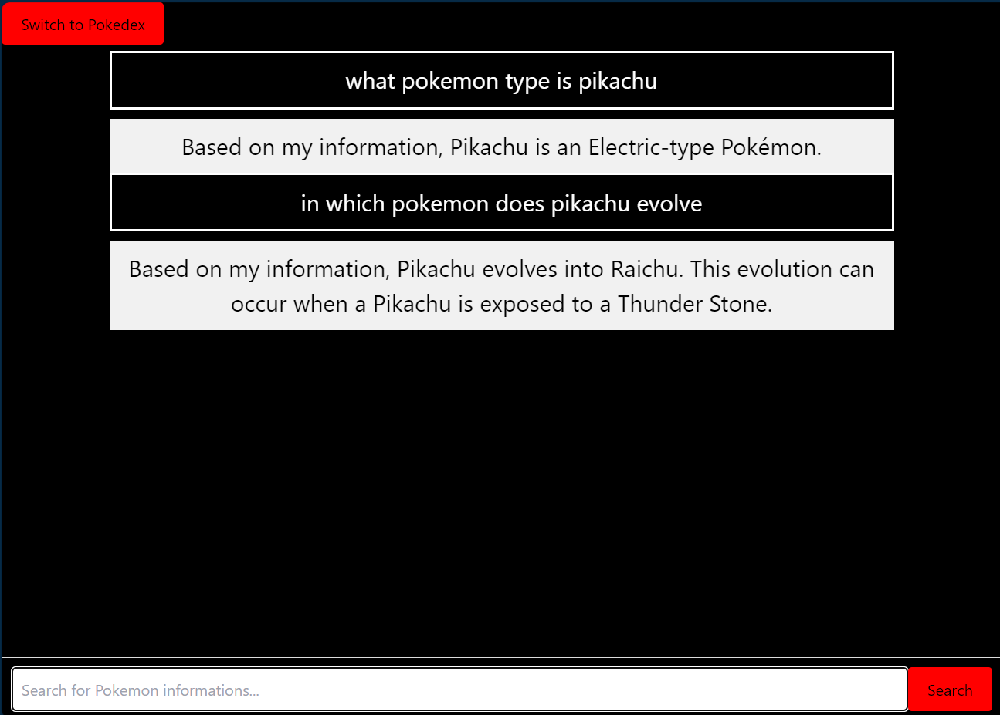 Switch to Pokedex
what pokemon type is pikachu
Based on my information, Pikachu is an Electric-type Pokémon.
in which pokemon does pikachu evolve
Based on my information, Pikachu evolves into Raichu. This evolution can
occur when a Pikachu is exposed to a Thunder Stone.
Search for Pokemon informations...
Search